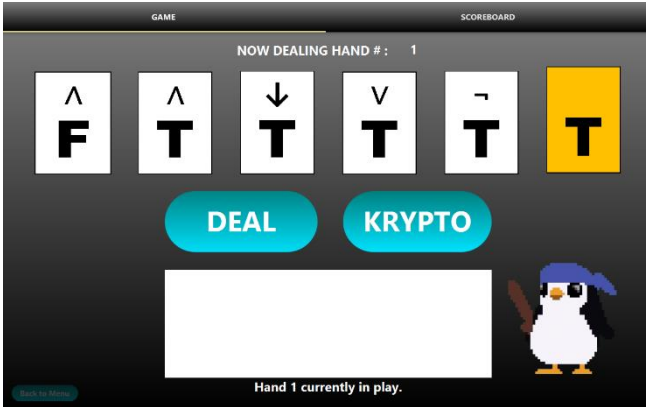 GAME SCOREBOARD
NOW DEALING HAND # : 1
∧ ∧ ↓ ∨ ¬
F T T T T T
DEAL KRYPTO
Hand 1 currently in play.
Back to Menu